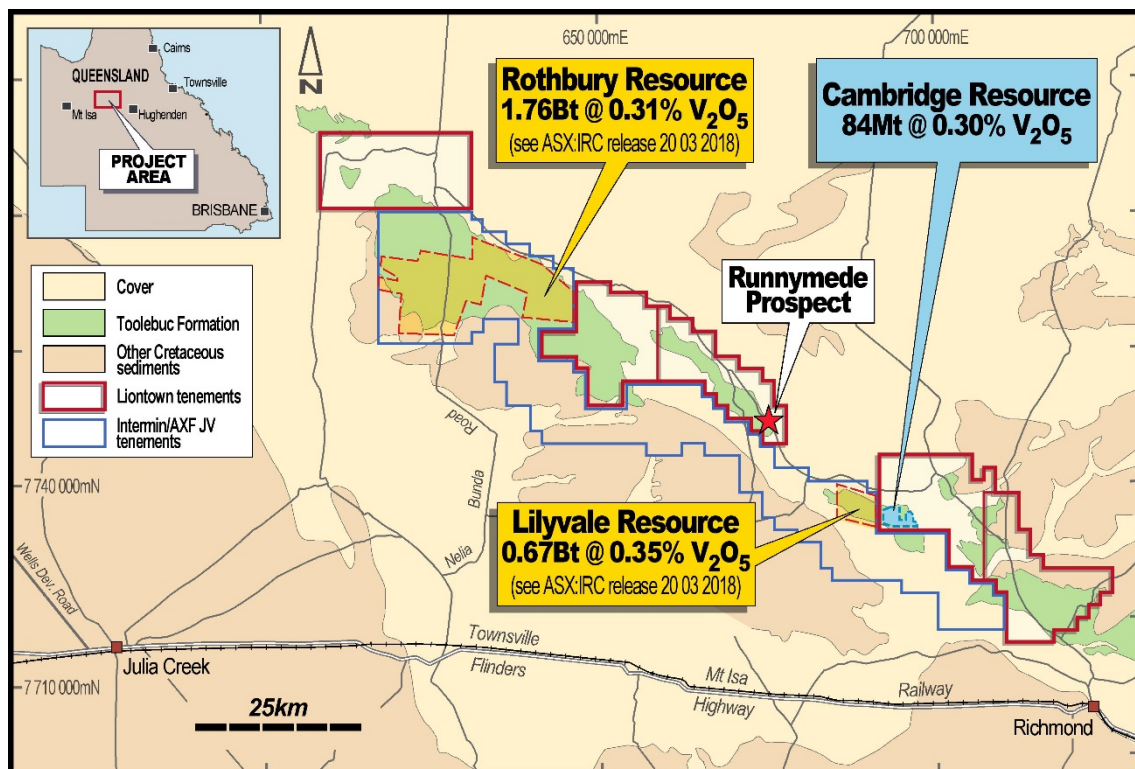 Cairns
QUEENSLAND
Townsville
Mt Isa
Hughenden
PROJECT
AREA
BRISBANE
N
650 000mE
700 000mE
Rothbury Resource
1.76Bt @ 0.31% V₂O₅
(see ASX:IRC release 20 03 2018)
Cambridge Resource
84Mt @ 0.30% V₂O₅
Cover
Toolebuc Formation
Other Cretaceous
sediments
Liontown tenements
Intermin/AXF JV
tenements
Runnymede
Prospect
Road
Bunda
Nelia
7 740 000mN
Lilyvale Resource
0.67Bt @ 0.35% V₂O₅
(see ASX:IRC release 20 03 2018)
Wells Dev. Road
Julia Creek
Townsville
Flinders
Mt Isa
Highway
Railway
7 710 000mN
25km
Richmond